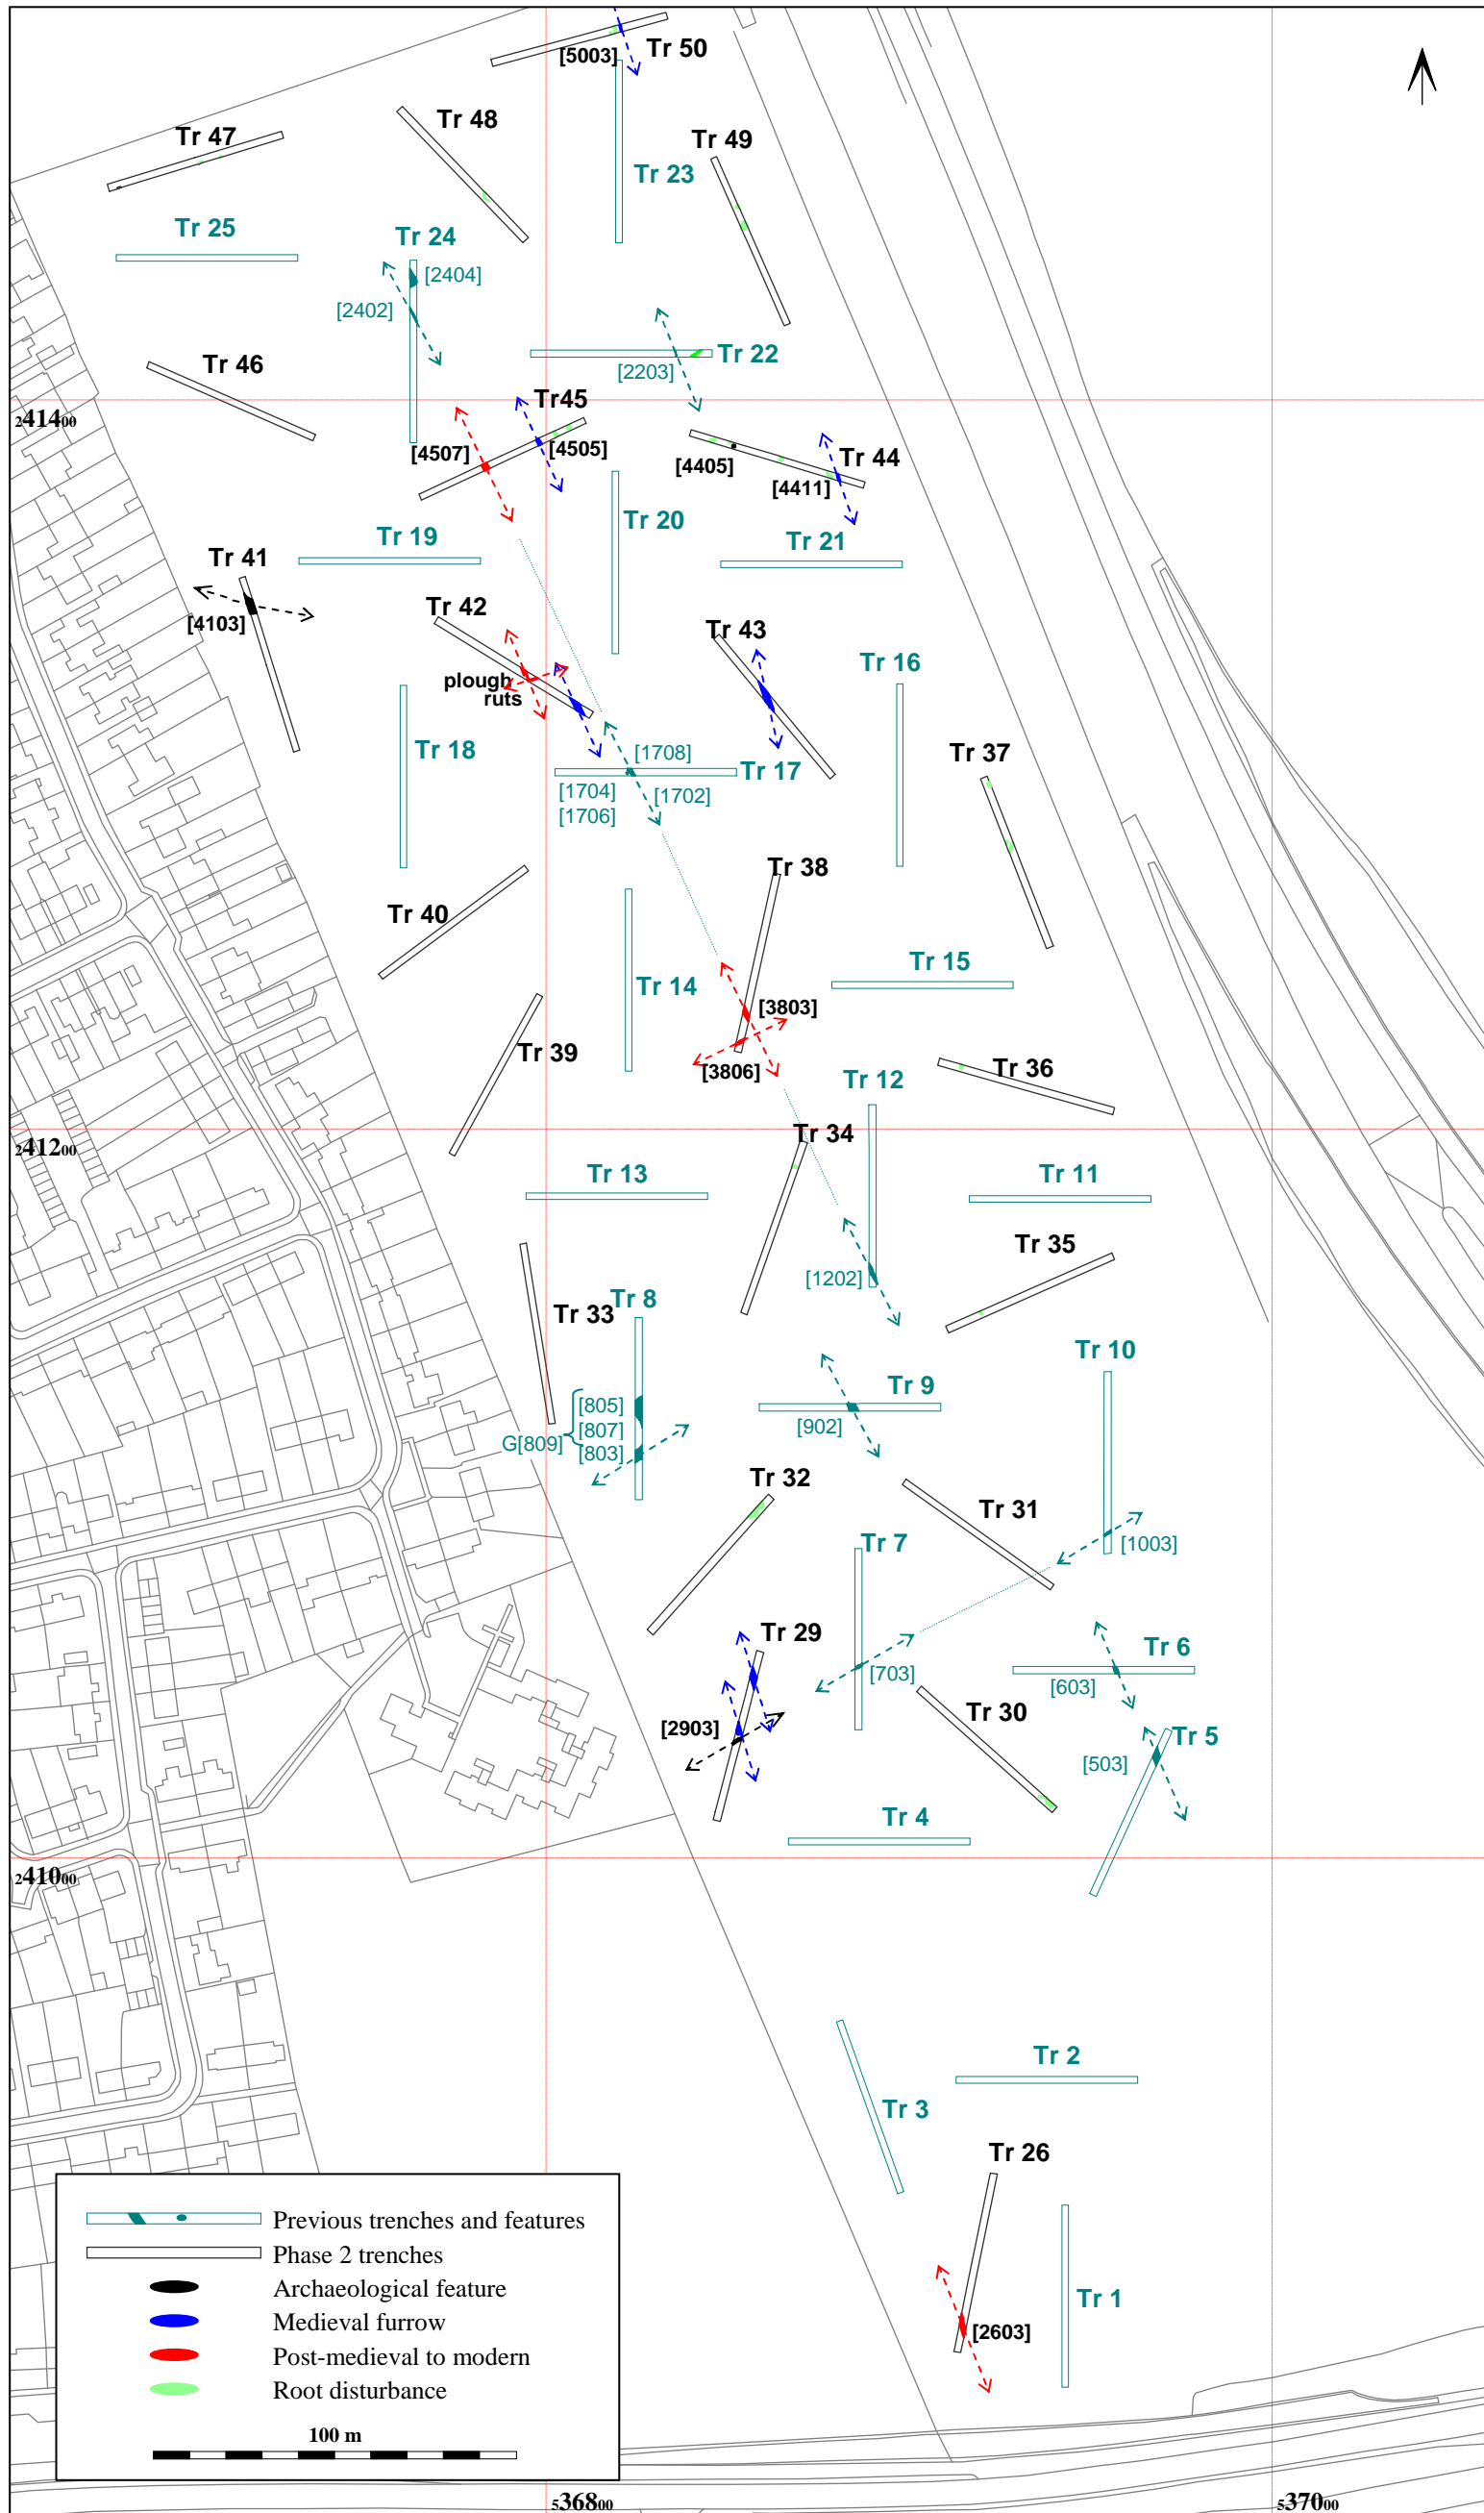 Tr 50
[5003]
Tr 48
Tr 47
Tr 49
Tr 23
Tr 25
Tr 24
[2404]
[2402]
Tr 22
[2203]
Tr 46
Tr45
241400
[4507]
[4505]
Tr 44
[4405]
[4411]
Tr 20
Tr 19
Tr 21
Tr 41
[4103]
Tr 42
Tr 43
Tr 16
plough
ruts
Tr 18
[1708]
Tr 17
[1704]
[1702]
[1706]
Tr 37
Tr 38
Tr 40
Tr 14
Tr 15
[3803]
Tr 39
[3806]
Tr 36
Tr 12
241200
Tr 34
Tr 13
Tr 11
Tr 35
[1202]
Tr 33
Tr 8
Tr 10
Tr 9
[805]
[902]
[807]
G[809]
[803]
Tr 32
Tr 31
Tr 7
[1003]
Tr 29
Tr 6
[703]
[603]
[2903]
Tr 30
Tr 5
[503]
Tr 4
241000
Tr 2
Tr 3
Tr 26
Tr 1
[2603]
Previous trenches and features
Phase 2 trenches
Archaeological feature
Medieval furrow
Post-medieval to modern
Root disturbance
100 m
536800
537000